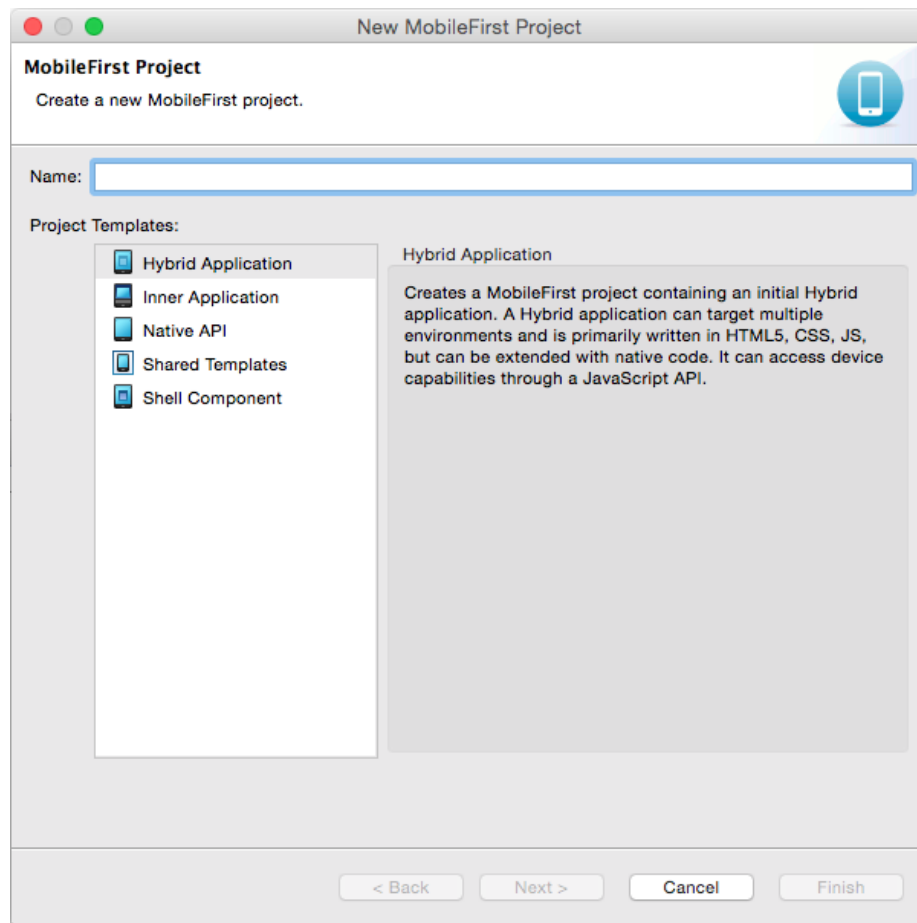 New MobileFirst Project
MobileFirst Project
Create a new MobileFirst project.
Name:
Project Templates:
Hybrid Application
Inner Application
Native API
Shared Templates
Shell Component
Hybrid Application
Creates a MobileFirst project containing an initial Hybrid
application. A Hybrid application can target multiple
environments and is primarily written in HTML5, CSS, JS,
but can be extended with native code. It can access device
capabilities through a JavaScript API.
< Back
Next >
Cancel
Finish